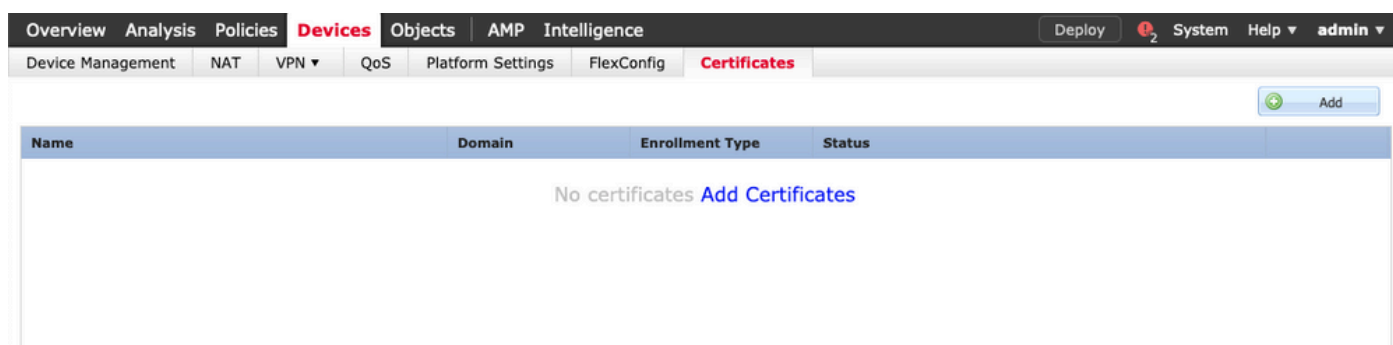 Overview Analysis Policies Devices Objects AMP Intelligence Deploy 2 System Help ▾ admin ▾
Device Management NAT VPN ▾ QoS Platform Settings FlexConfig Certificates
Add
Name Domain Enrollment Type Status
No certificates Add Certificates